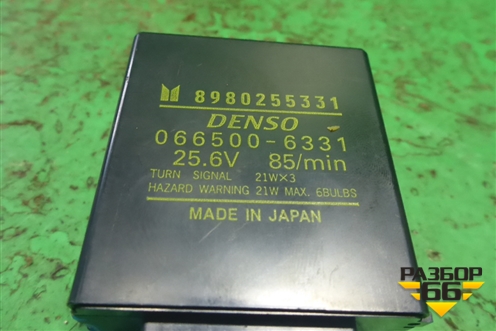 8980255331
DENSO
066500-6331
25.6V 85/min
TURN SIGNAL 21W×3
HAZARD WARNING 21W MAX. 6BULBS
MADE IN JAPAN
РАЗБОР
66